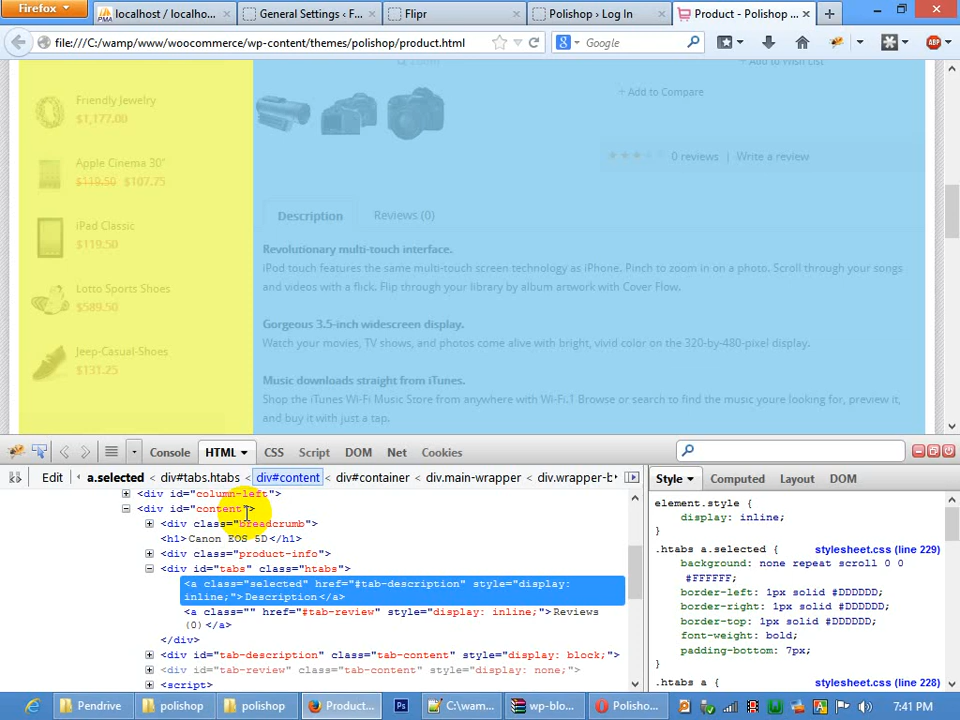 Firefox
localhost / localho...
General Settings ‹ F...
Flipr
Polishop › Log In
Product - Polishop ...
file:///C:/wamp/www/woocommerce/wp-content/themes/polishop/product.html
Google
Zoom
+ Add to Wish List
+ Add to Compare
0 reviews | Write a review
Friendly Jewelry
$1,177.00
Apple Cinema 30"
$119.50 $107.75
iPad Classic
$119.50
Lotto Sports Shoes
$589.50
Jeep-Casual-Shoes
$131.25
Description
Reviews (0)
Revolutionary multi-touch interface.
iPod touch features the same multi-touch screen technology as iPhone. Pinch to zoom in on a photo. Scroll through your songs
and videos with a flick. Flip through your library by album artwork with Cover Flow.
Gorgeous 3.5-inch widescreen display.
Watch your movies, TV shows, and photos come alive with bright, vivid color on the 320-by-480-pixel display.
Music downloads straight from iTunes.
Shop the iTunes Wi-Fi Music Store from anywhere with Wi-Fi.1 Browse or search to find the music youre looking for, preview it,
and buy it with just a tap.
Console HTML CSS Script DOM Net Cookies
Edit a.selected div#tabs.htabs div#content div#container div.main-wrapper div.wrapper-b
<div id="column-left">
<div id="content">
<div class="breadcrumb">
<h1>Canon EOS 5D</h1>
<div class="product-info">
<div id="tabs" class="htabs">
<a class="selected" href="#tab-description" style="display:
inline;">Description</a>
<a class="" href="#tab-review" style="display: inline;">Reviews
(0)</a>
</div>
<div id="tab-description" class="tab-content" style="display: block;">
<div id="tab-review" class="tab-content" style="display: none;">
<script>
Style Computed Layout DOM
element.style {
display: inline;
}
.htabs a.selected { stylesheet.css (line 229)
background: none repeat scroll 0 0
#FFFFFF;
border-left: 1px solid #DDDDDD;
border-right: 1px solid #DDDDDD;
border-top: 1px solid #DDDDDD;
font-weight: bold;
padding-bottom: 7px;
}
.htabs a { stylesheet.css (line 228)
Pendrive
polishop
polishop
Product...
Ps
C:\wam...
wp-blo...
Polisho...
7:41 PM